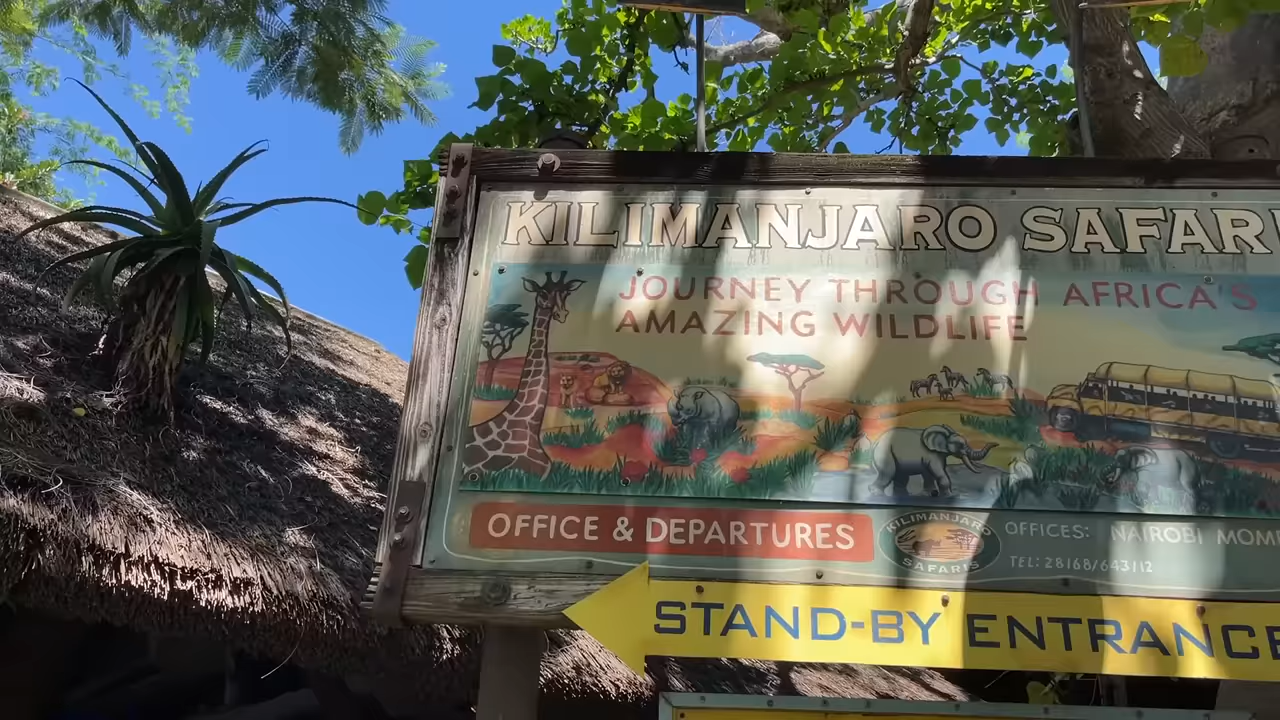 KILIMANJARO SAFARI
JOURNEY THROUGH AFRICA'S
AMAZING WILDLIFE
OFFICE & DEPARTURES
KILIMANJARO
SAFARIS
OFFICES: NAIROBI MOM
TEL: 28168/643112
STAND-BY ENTRANCE